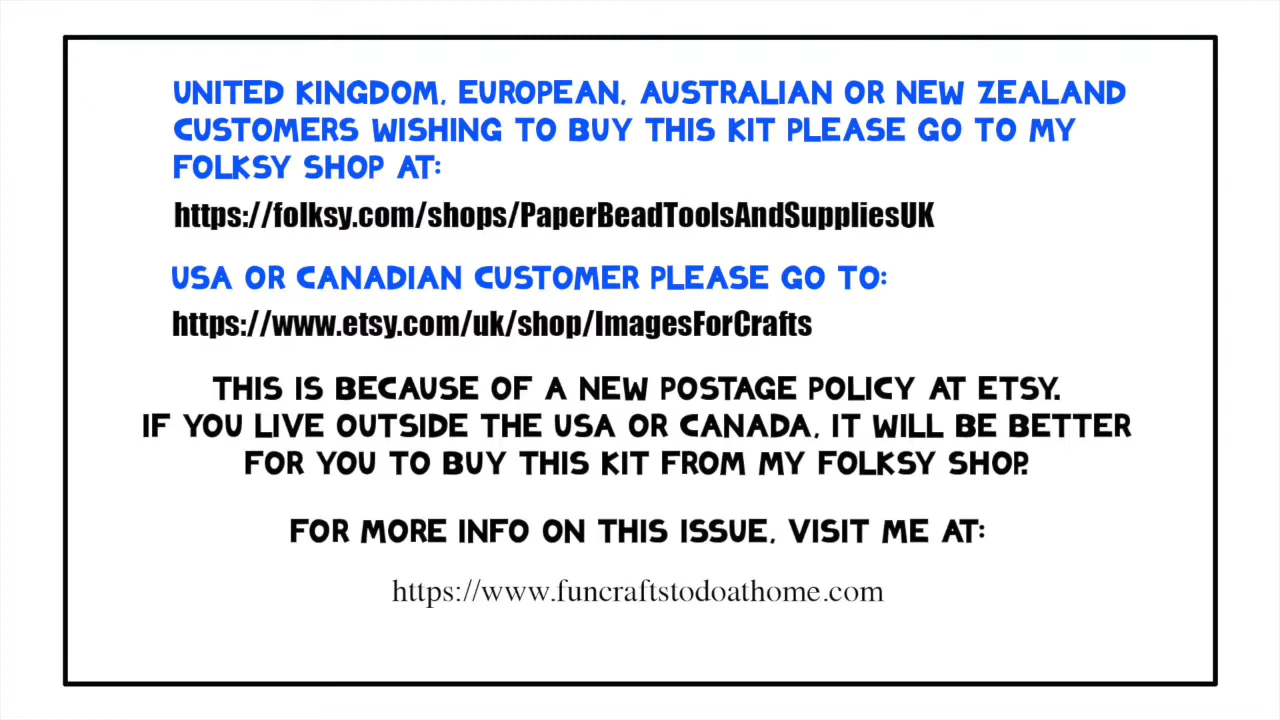 UNITED KINGDOM, EUROPEAN, AUSTRALIAN OR NEW ZEALAND
CUSTOMERS WISHING TO BUY THIS KIT PLEASE GO TO MY
FOLKSY SHOP AT:
https://folksy.com/shops/PaperBeadToolsAndSuppliesUK
USA OR CANADIAN CUSTOMER PLEASE GO TO:
https://www.etsy.com/uk/shop/ImagesForCrafts
THIS IS BECAUSE OF A NEW POSTAGE POLICY AT ETSY.
IF YOU LIVE OUTSIDE THE USA OR CANADA, IT WILL BE BETTER
FOR YOU TO BUY THIS KIT FROM MY FOLKSY SHOP.
FOR MORE INFO ON THIS ISSUE, VISIT ME AT:
https://www.funcraftstodoathome.com